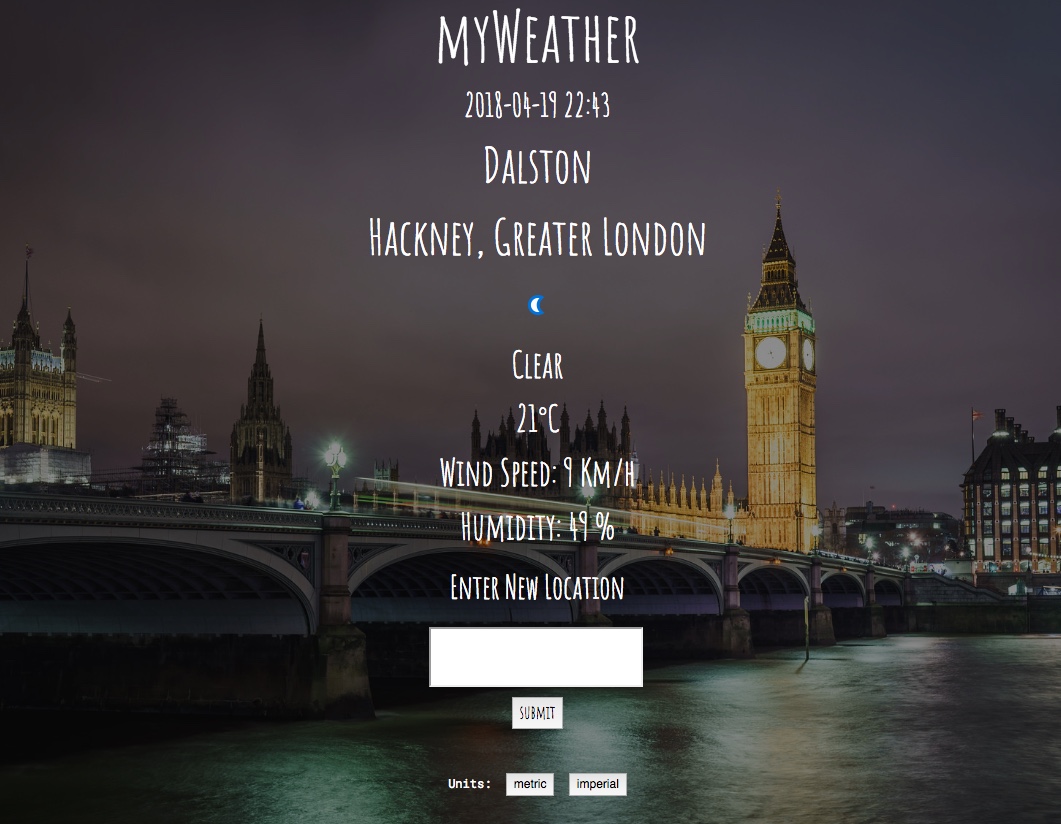 myWeather
2018-04-19 22:43
Dalston
Hackney, Greater London
Clear
21°C
Wind Speed: 9 Km/h
Humidity: 49 %
Enter New Location
submit
Units: metric imperial